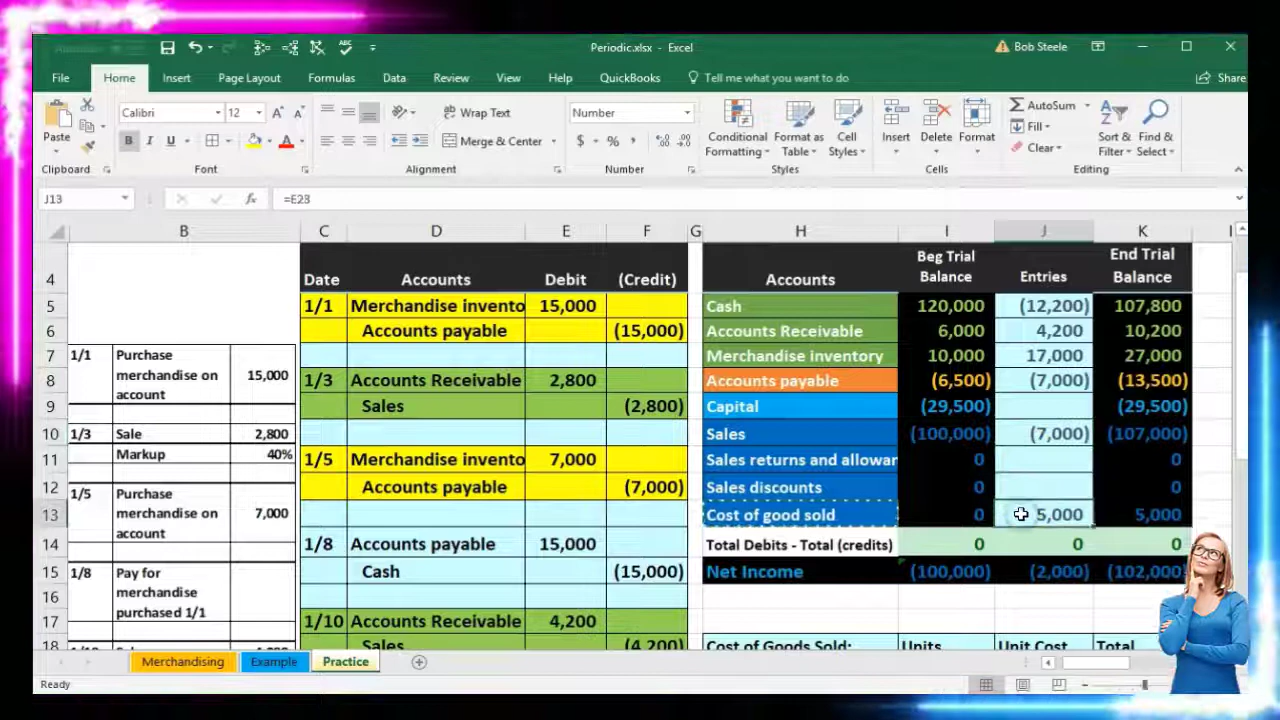 Periodic.xlsx - Excel
Bob Steele
File Home Insert Page Layout Formulas Data Review View Help QuickBooks Tell me what you want to do Share
Paste
Calibri 12
Wrap Text
Merge & Center
Number
Conditional Formatting
Format as Table
Cell Styles
Insert Delete Format
AutoSum
Fill
Clear
Sort & Filter
Find & Select
Clipboard Font Alignment Number Styles Cells Editing
J13 fx =E23
B C D E F G H I J K
4 Date Accounts Debit (Credit) Accounts Beg Trial Balance Entries End Trial Balance
5 1/1 Merchandise invento 15,000 Cash 120,000 (12,200) 107,800
6 Accounts payable (15,000) Accounts Receivable 6,000 4,200 10,200
7 1/1 Purchase merchandise on account 15,000 Merchandise inventory 10,000 17,000 27,000
8 1/3 Accounts Receivable 2,800 Accounts payable (6,500) (7,000) (13,500)
9 Sales (2,800) Capital (29,500) (29,500)
10 1/3 Sale 2,800 Sales (100,000) (7,000) (107,000)
11 Markup 40% 1/5 Merchandise invento 7,000 Sales returns and allowar 0 0
12 1/5 Purchase merchandise on account 7,000 Accounts payable (7,000) Sales discounts 0 0
13 Cost of good sold 0 5,000 5,000
14 1/8 Accounts payable 15,000 Total Debits - Total (credits) 0 0 0
15 1/8 Pay for merchandise purchased 1/1 Cash (15,000) Net Income (100,000) (2,000) (102,000
16
17 1/10 Accounts Receivable 4,200
18 Sales (4,200) Cost of Goods Sold: Units Unit Cost Total
Merchandising Example Practice
Ready